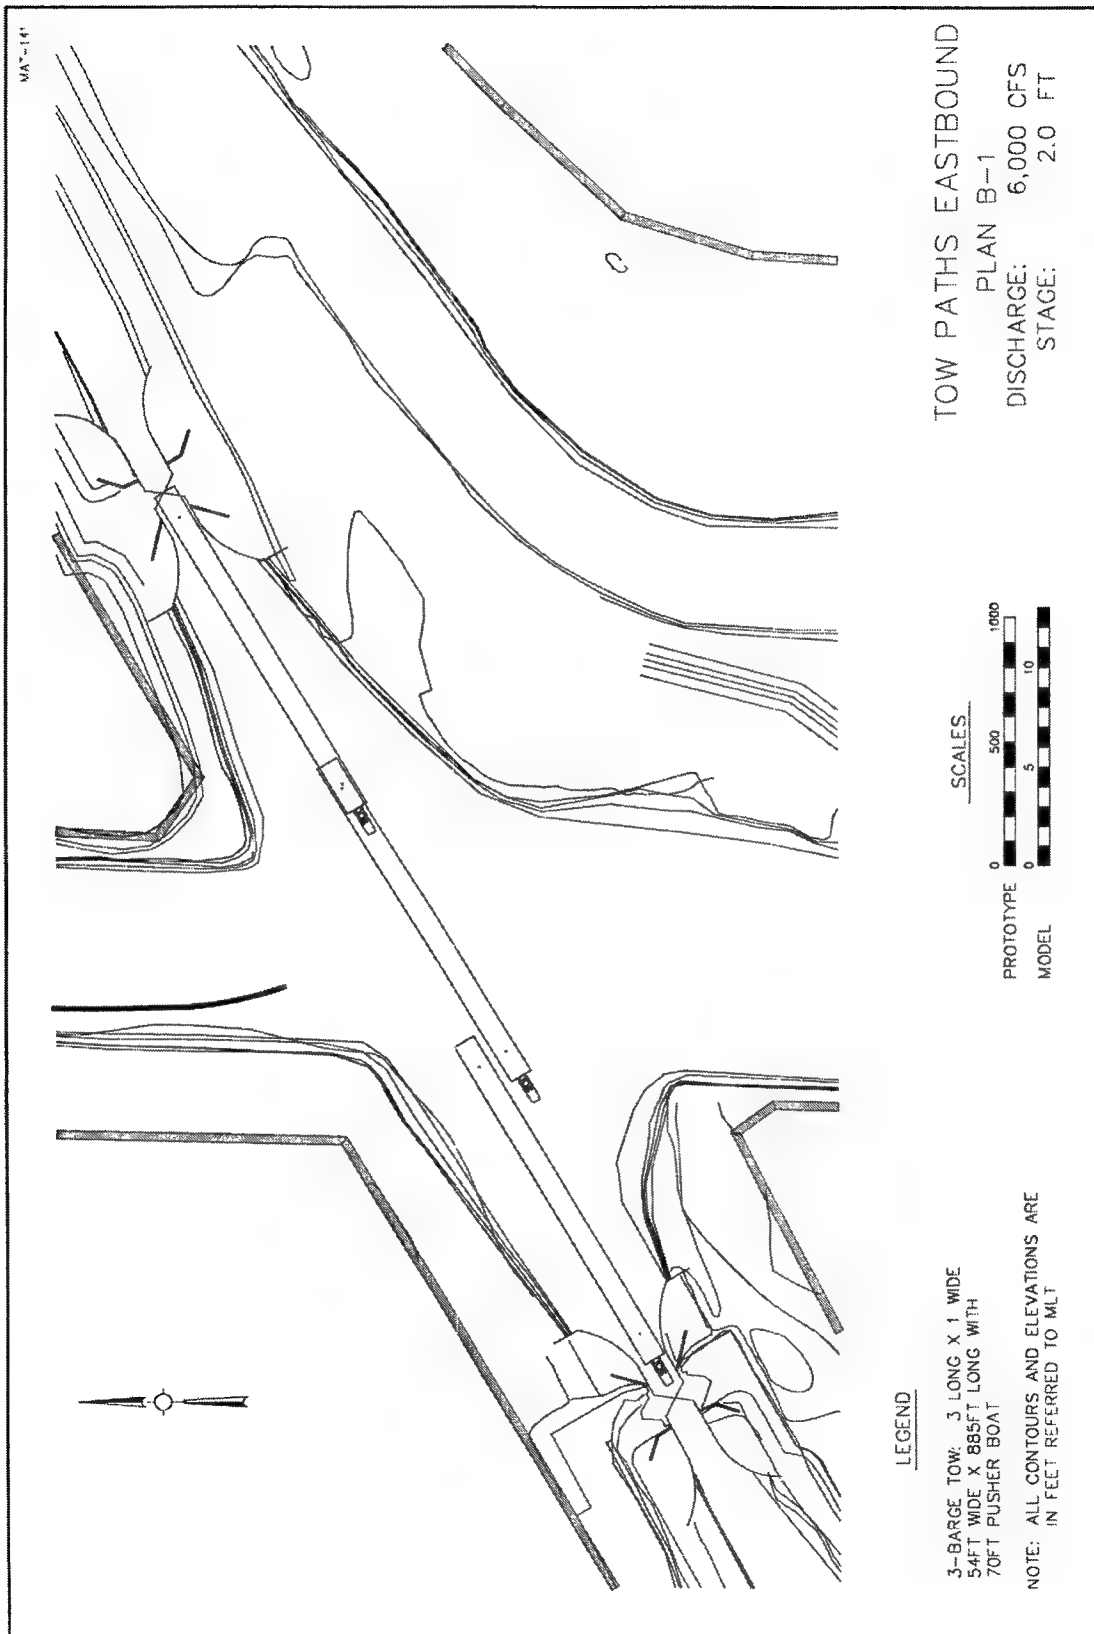 MAY-14'
TOW PATHS EASTBOUND
PLAN B-1
DISCHARGE: 6,000 CFS
STAGE: 2.0 FT
SCALES
PROTOTYPE 0 500 1000
MODEL 0 5 10
LEGEND
3-BARGE TOW: 3 LONG X 1 WIDE
54FT WIDE X 885FT LONG WITH
70FT PUSHER BOAT
NOTE: ALL CONTOURS AND ELEVATIONS ARE
IN FEET REFERRED TO MLT